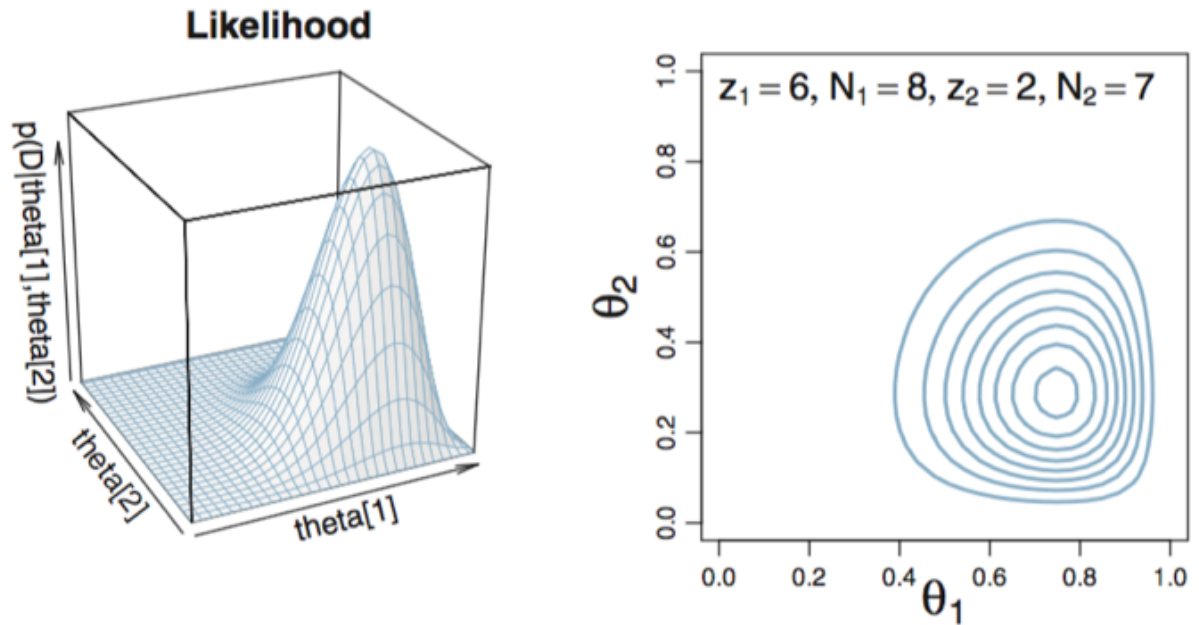 Likelihood
p(D|theta[1],theta[2])
theta[2]
theta[1]
z₁ = 6, N₁ = 8, z₂ = 2, N₂ = 7
θ₂
1.0
0.8
0.6
0.4
0.2
0.0
0.0 0.2 0.4 0.6 0.8 1.0
θ₁